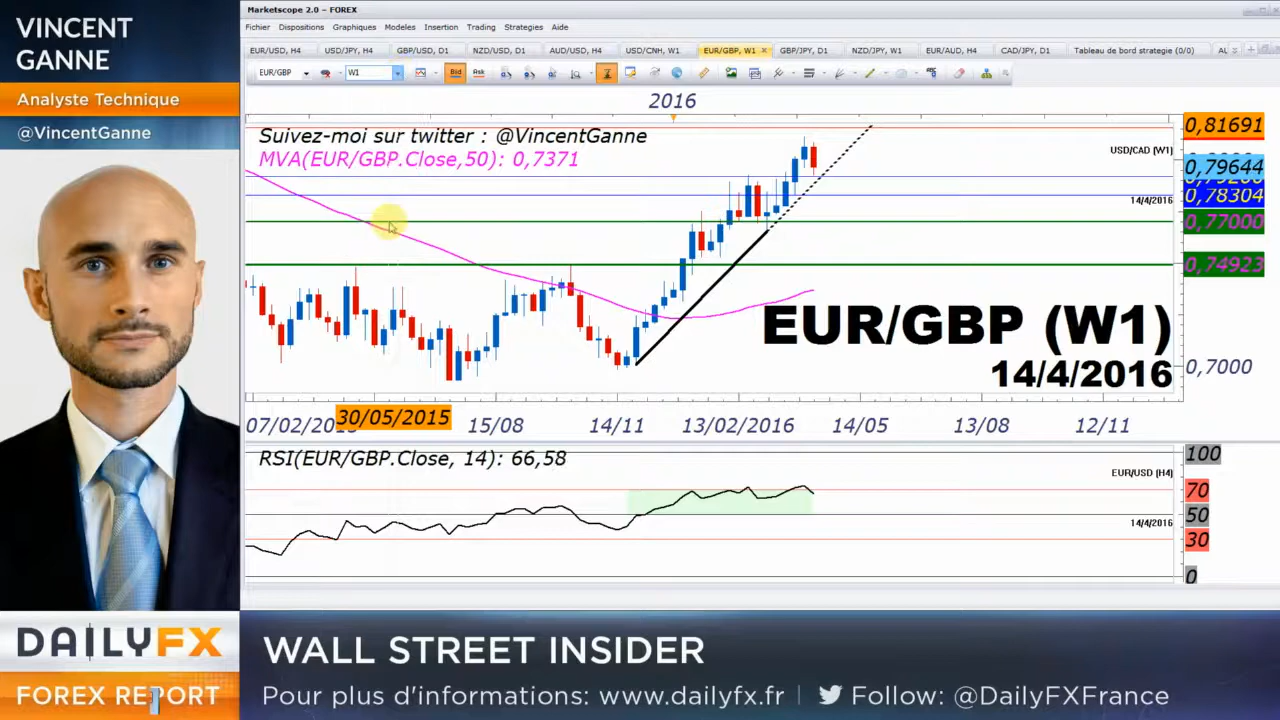 VINCENT
GANNE
Analyste Technique
@VincentGanne
Marketscope 2.0 – FOREX
Fichier Dispositions Graphiques Modeles Insertion Trading Strategies Aide
EUR/USD, H4 USD/JPY, H4 GBP/USD, D1 NZD/USD, D1 AUD/USD, H4 USD/CNH, W1 EUR/GBP, W1 GBP/JPY, D1 NZD/JPY, W1 EUR/AUD, H4 CAD/JPY, D1 Tableau de bord strategie (0/0) AL
EUR/GBP W1 Bid Ask
2016
Suivez-moi sur twitter : @VincentGanne
MVA(EUR/GBP.Close,50): 0,7371
0,81691
USD/CAD (W1)
0,79644
0,78304
14/4/2016
0,77000
0,74923
EUR/GBP (W1)
14/4/2016
0,7000
07/02/20 30/05/2015 15/08 14/11 13/02/2016 14/05 13/08 12/11
RSI(EUR/GBP.Close, 14): 66,58
100
EUR/USD (H4)
70
50
14/4/2016
30
0
DAILYFX
FOREX REPORT
WALL STREET INSIDER
Pour plus d'informations: www.dailyfx.fr | Follow: @DailyFXFrance